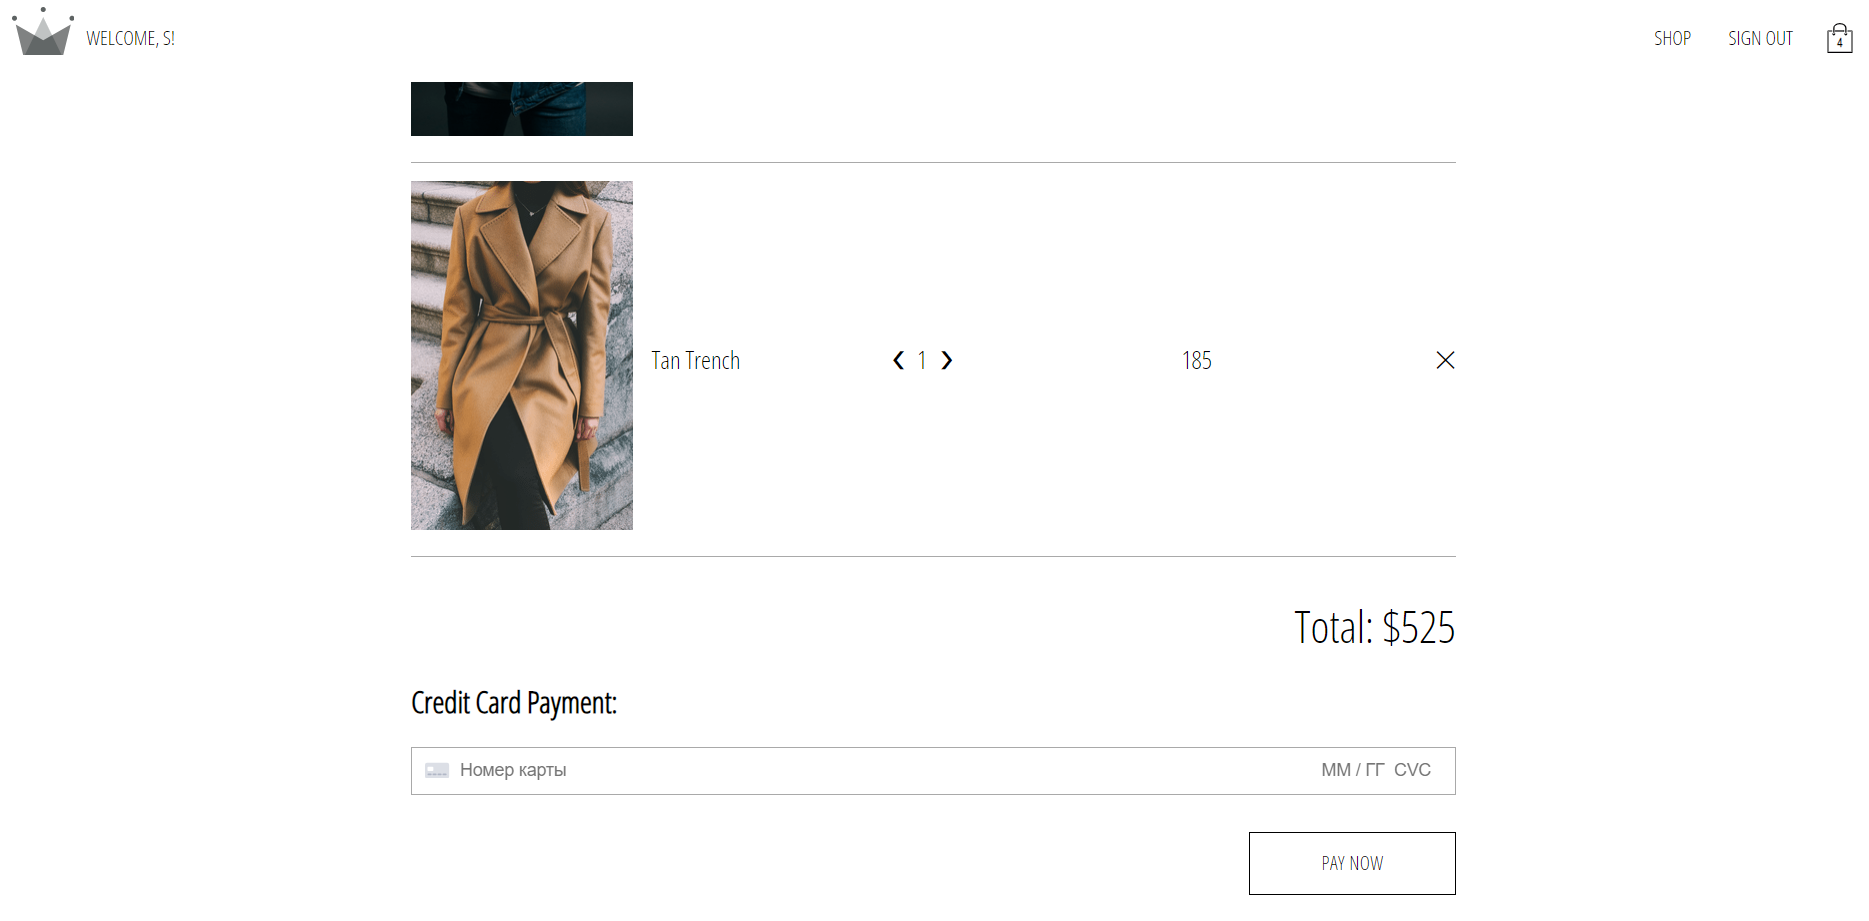 WELCOME, S!
SHOP SIGN OUT 4
Tan Trench ❮ 1 ❯ 185
Total: $525
Credit Card Payment:
Номер карты ММ / ГГ CVC
PAY NOW